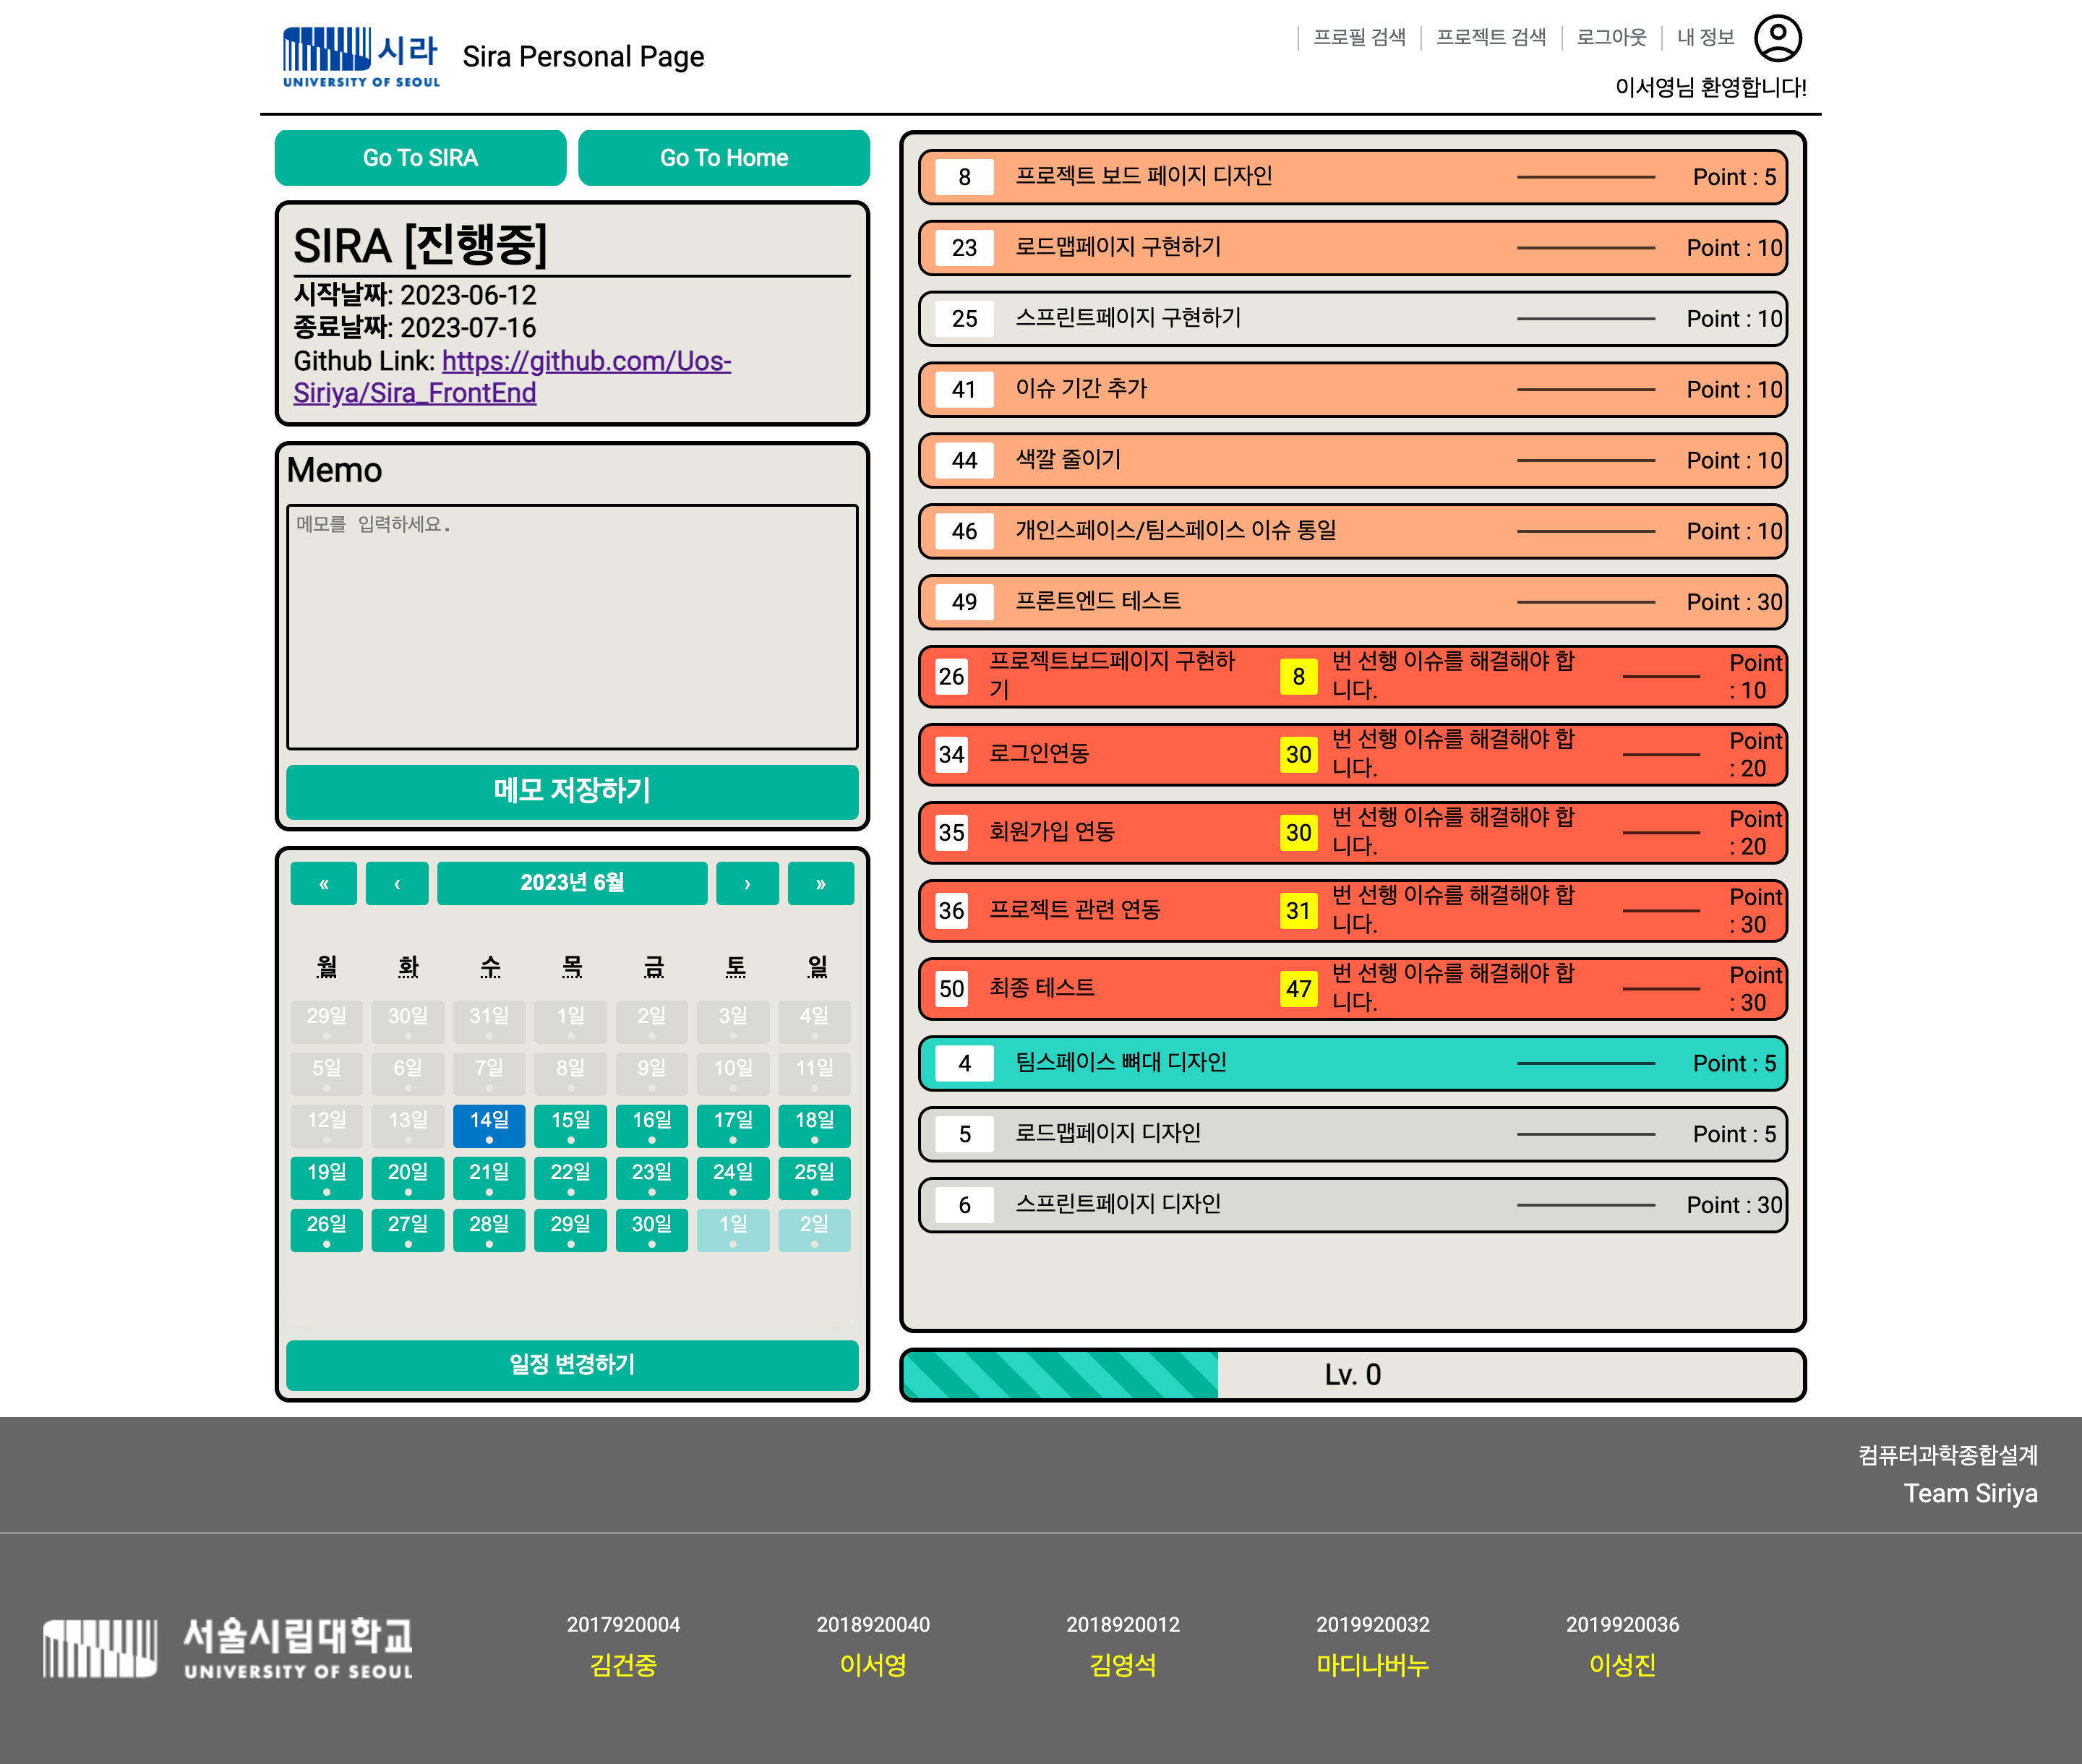 시라
UNIVERSITY OF SEOUL
Sira Personal Page
프로필 검색
프로젝트 검색
로그아웃
내 정보
이서영님 환영합니다!
Go To SIRA
Go To Home
SIRA [진행중]
시작날짜: 2023-06-12
종료날짜: 2023-07-16
Github Link: https://github.com/Uos-
Siriya/Sira_FrontEnd
Memo
메모를 입력하세요.
메모 저장하기
« ‹ 2023년 6월 › »
월 화 수 목 금 토 일
29일 30일 31일 1일 2일 3일 4일
5일 6일 7일 8일 9일 10일 11일
12일 13일 14일 15일 16일 17일 18일
19일 20일 21일 22일 23일 24일 25일
26일 27일 28일 29일 30일 1일 2일
일정 변경하기
8 프로젝트 보드 페이지 디자인 Point : 5
23 로드맵페이지 구현하기 Point : 10
25 스프린트페이지 구현하기 Point : 10
41 이슈 기간 추가 Point : 10
44 색깔 줄이기 Point : 10
46 개인스페이스/팀스페이스 이슈 통일 Point : 10
49 프론트엔드 테스트 Point : 30
26 프로젝트보드페이지 구현하
기
8 번 선행 이슈를 해결해야 합
니다.
Point
: 10
34 로그인연동
30 번 선행 이슈를 해결해야 합
니다.
Point
: 20
35 회원가입 연동
30 번 선행 이슈를 해결해야 합
니다.
Point
: 20
36 프로젝트 관련 연동
31 번 선행 이슈를 해결해야 합
니다.
Point
: 30
50 최종 테스트
47 번 선행 이슈를 해결해야 합
니다.
Point
: 30
4 팀스페이스 뼈대 디자인 Point : 5
5 로드맵페이지 디자인 Point : 5
6 스프린트페이지 디자인 Point : 30
Lv. 0
컴퓨터과학종합설계
Team Siriya
서울시립대학교
UNIVERSITY OF SEOUL
2017920004
김건중
2018920040
이서영
2018920012
김영석
2019920032
마디나버누
2019920036
이성진